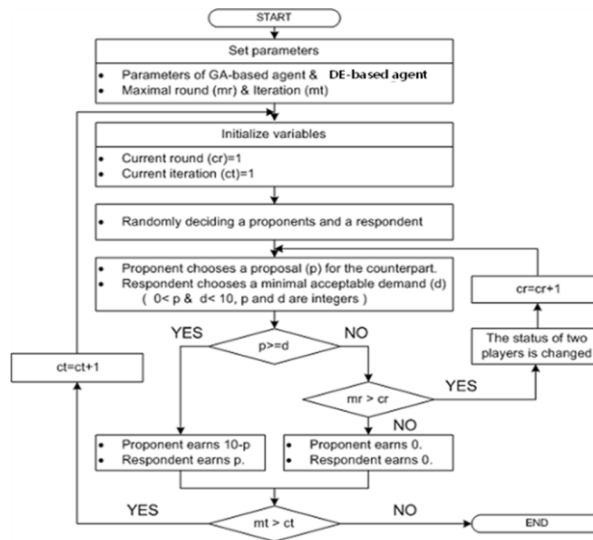 START
Set parameters
• Parameters of GA-based agent & DE-based agent
• Maximal round (mr) & Iteration (mt)
Initialize variables
• Current round (cr)=1
• Current iteration (ct)=1
• Randomly deciding a proponents and a respondent
• Proponent chooses a proposal (p) for the counterpart.
• Respondent chooses a minimal acceptable demand (d)
( 0< p & d< 10, p and d are integers )
cr=cr+1
YES
NO
p>=d
The status of two
players is changed
ct=ct+1
mr > cr
YES
NO
• Proponent earns 10-p
• Respondent earns p.
• Proponent earns 0.
• Respondent earns 0.
YES
mt > ct
NO
END